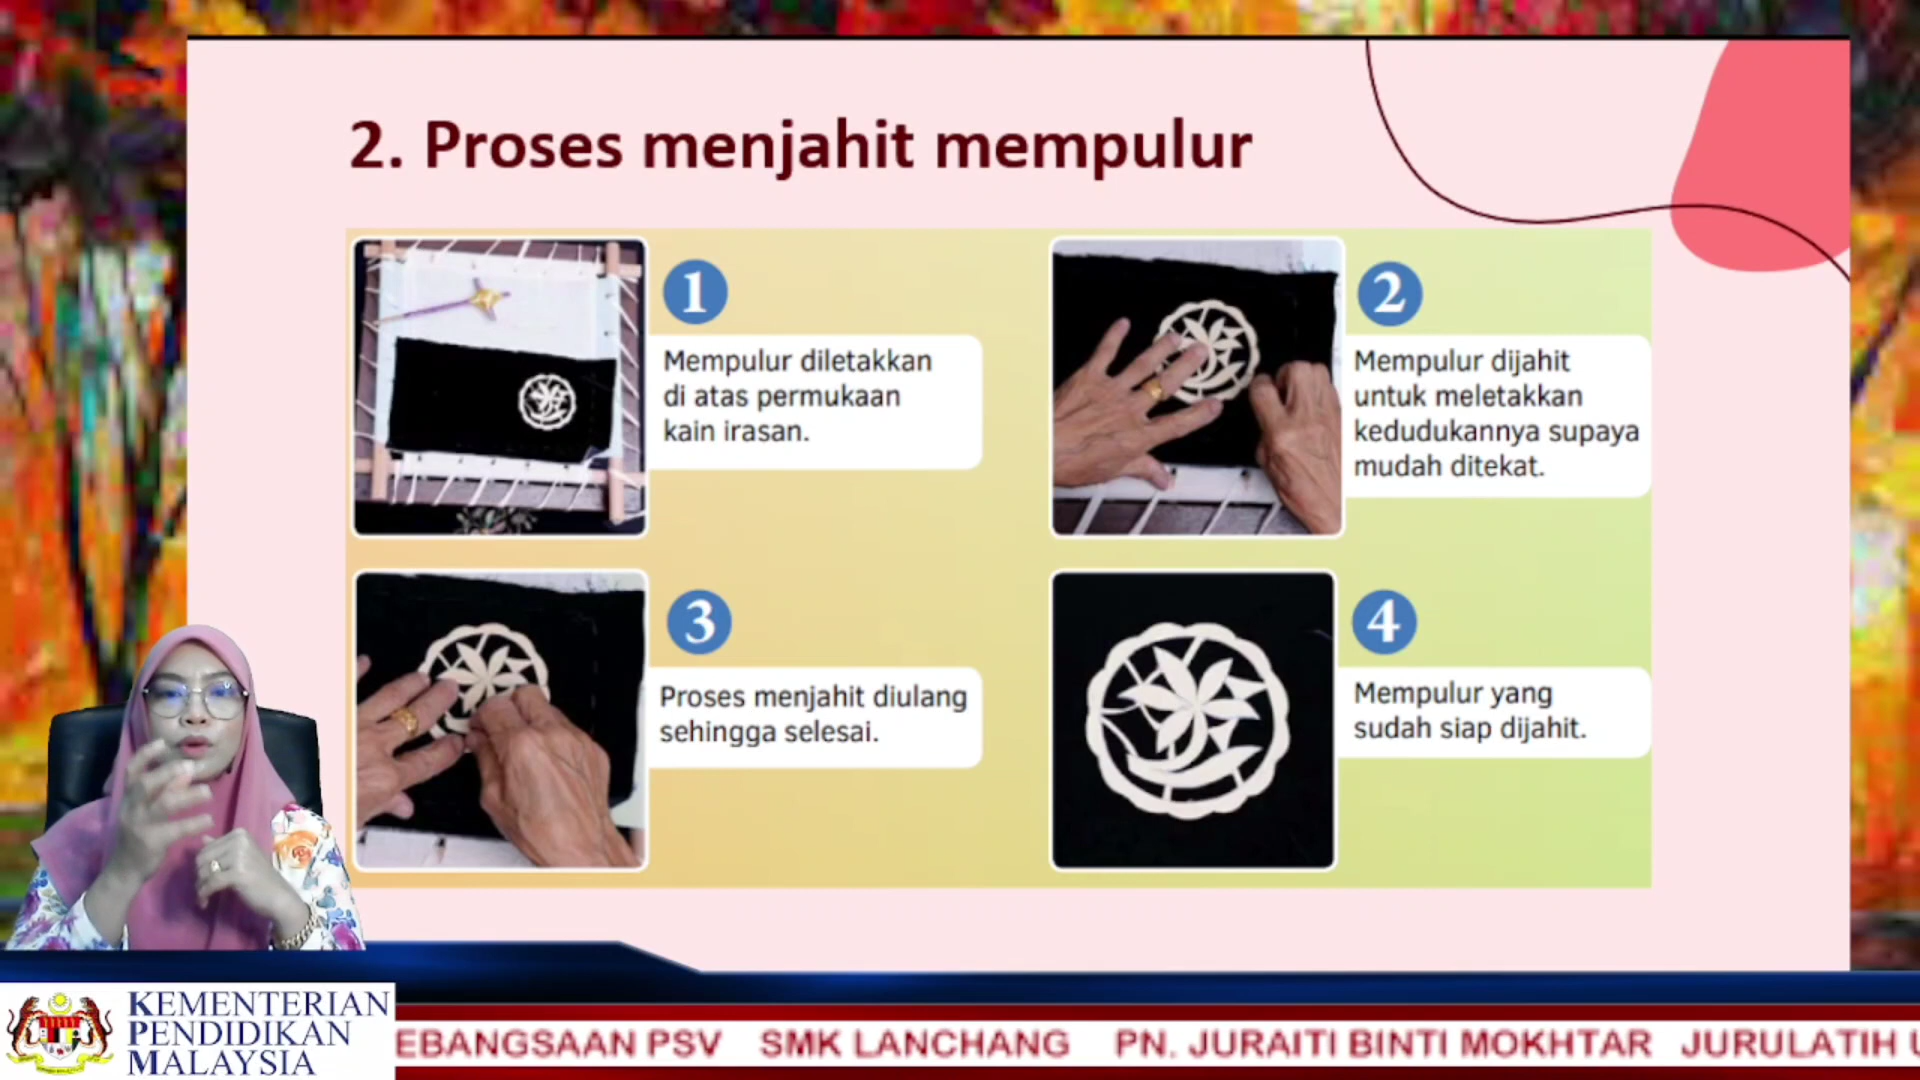 2. Proses menjahit mempulur
1
Mempulur diletakkan
di atas permukaan
kain irasan.
2
Mempulur dijahit
untuk meletakkan
kedudukannya supaya
mudah ditekat.
3
Proses menjahit diulang
sehingga selesai.
4
Mempulur yang
sudah siap dijahit.
KEMENTERIAN
PENDIDIKAN
MALAYSIA
EBANGSAAN PSV SMK LANCHANG PN. JURAITI BINTI MOKHTAR JURULATIH U